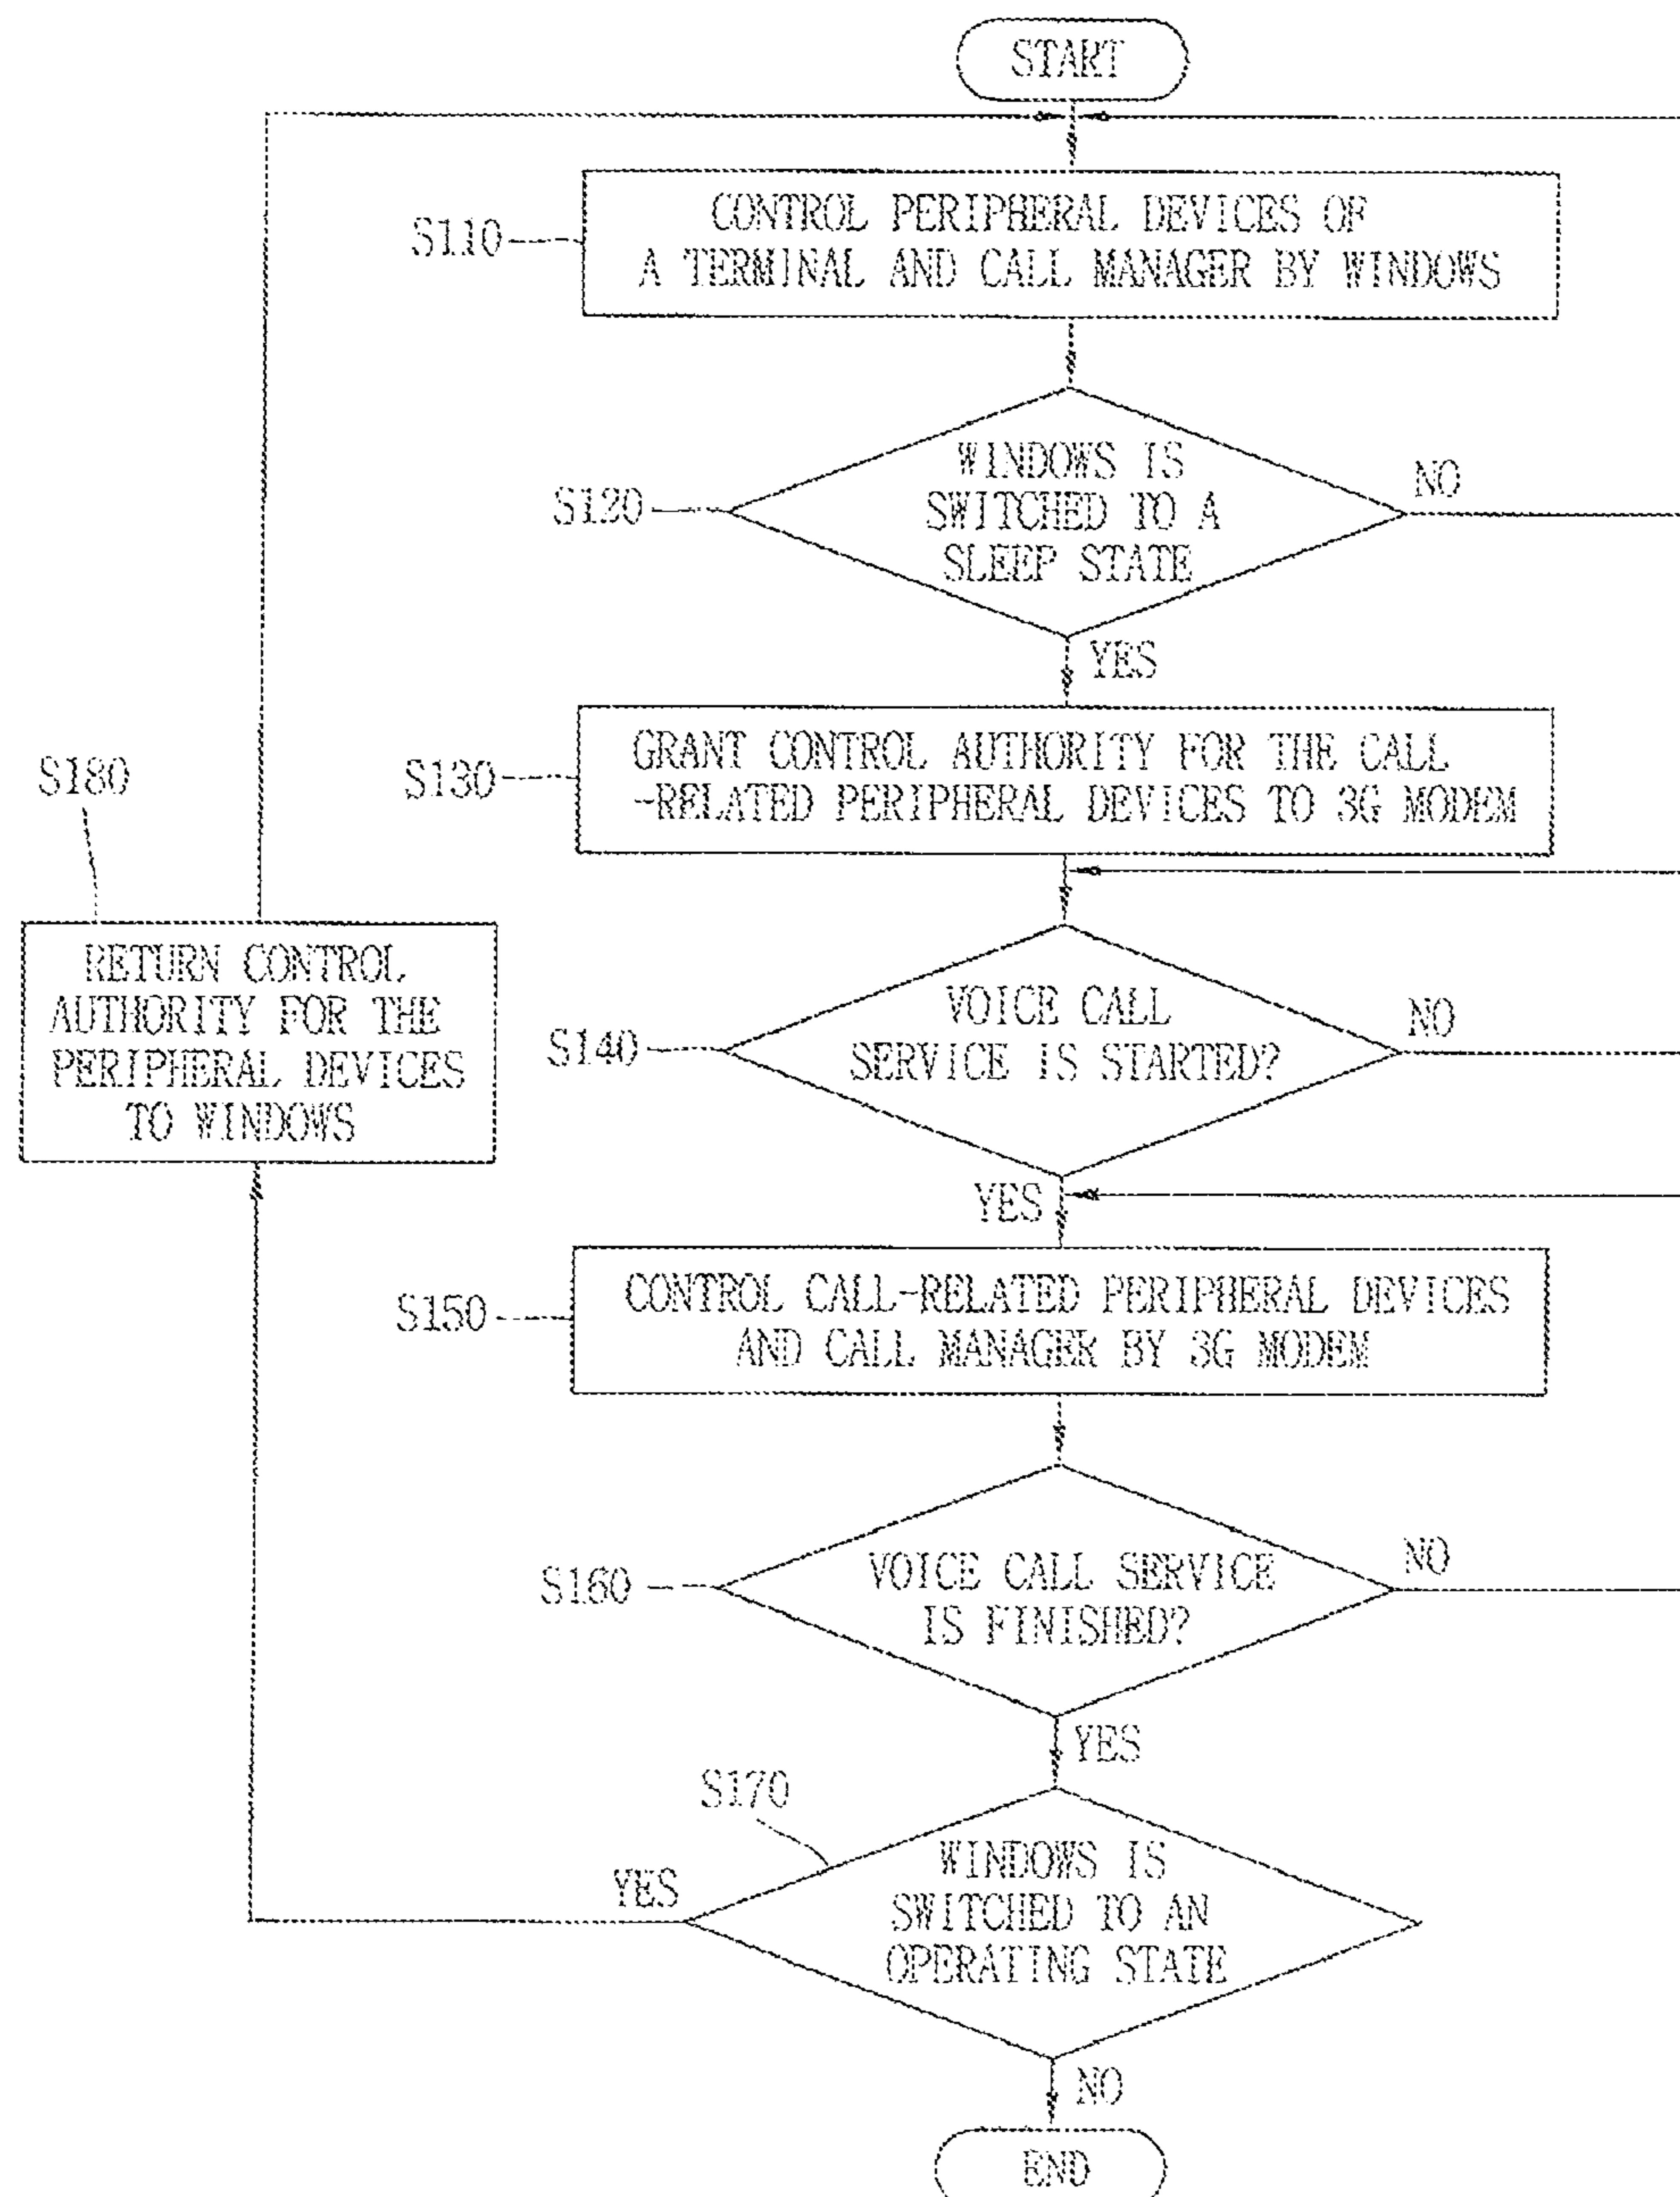 START
S110
CONTROL PERIPHERAL DEVICES OF
A TERMINAL AND CALL MANAGER BY WINDOWS
S120
WINDOWS IS
SWITCHED TO A
SLEEP STATE
NO
YES
S130
GRANT CONTROL AUTHORITY FOR THE CALL
-RELATED PERIPHERAL DEVICES TO 3G MODEM
S180
RETURN CONTROL
AUTHORITY FOR THE
PERIPHERAL DEVICES
TO WINDOWS
S140
VOICE CALL
SERVICE IS STARTED?
NO
YES
S150
CONTROL CALL-RELATED PERIPHERAL DEVICES
AND CALL MANAGER BY 3G MODEM
S160
VOICE CALL SERVICE
IS FINISHED?
NO
YES
S170
WINDOWS IS
SWITCHED TO AN
OPERATING STATE
YES
NO
END